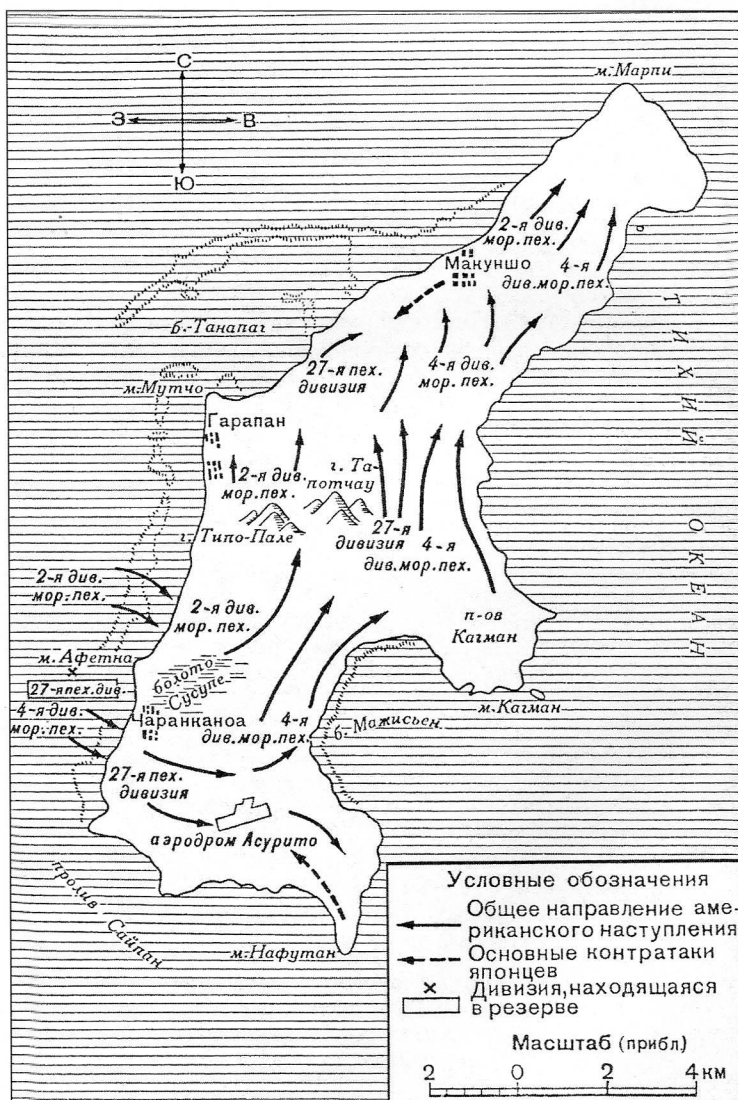 С
З
В
Ю
м. Марпи
2-я див.
мор. пех.
Макуншо
4-я
див. мор. пех.
б.-Танапаг
27-я пех.
дивизия
4-я див.
мор. пех.
м. Мутчо
Гарапан
2-я див.
мор. пех.
г. Та-
потчау
г. Типо-Пале
27-я
дивизия
4-я
див. мор. пех.
ТИХИЙ ОКЕАН
2-я див.
мор. пех.
2-я див.
мор. пех.
п-ов
Кагман
м. Афетна
27-я пех. див.
болото
Сусупе
м. Кагман
4-я див.
мор. пех.
Чаранканоа
4-я
див. мор. пех.
б. Мажисьен
27-я пех.
дивизия
аэродром Асурито
пролив Сайпан
м. Нафутан
Условные обозначения
Общее направление аме-
риканского наступления
Основные контратаки
японцев
Дивизия, находящаяся
в резерве
Масштаб (прибл.)
2 0 2 4 км